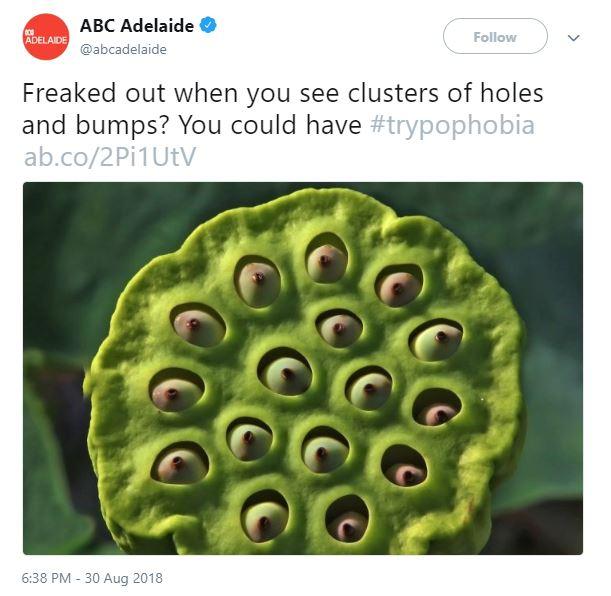 ABC Adelaide
@abcadelaide
ABC
ADELAIDE
Follow
Freaked out when you see clusters of holes
and bumps? You could have #trypophobia
ab.co/2Pi1UtV
6:38 PM - 30 Aug 2018